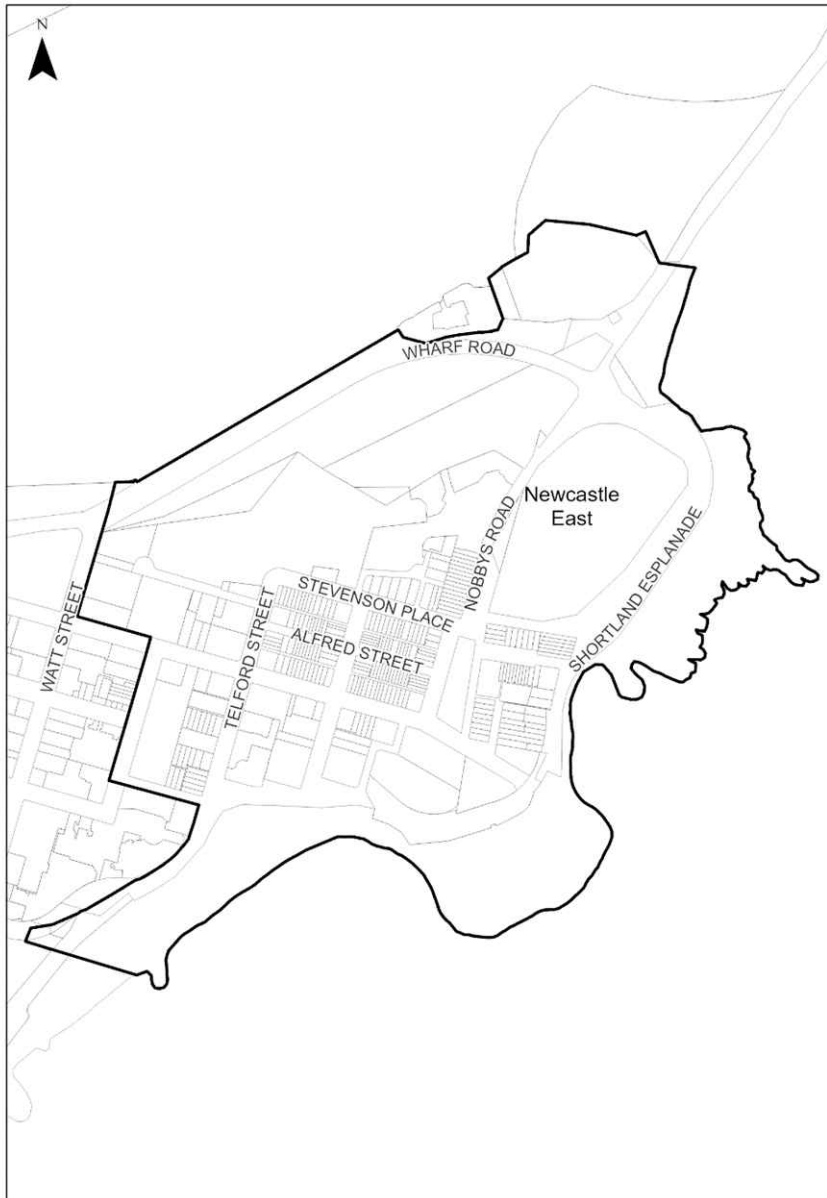 N
WHARF ROAD
Newcastle
East
NOBBYS ROAD
SHORTLAND ESPLANADE
STEVENSON PLACE
WATT STREET
TELFORD STREET
ALFRED STREET